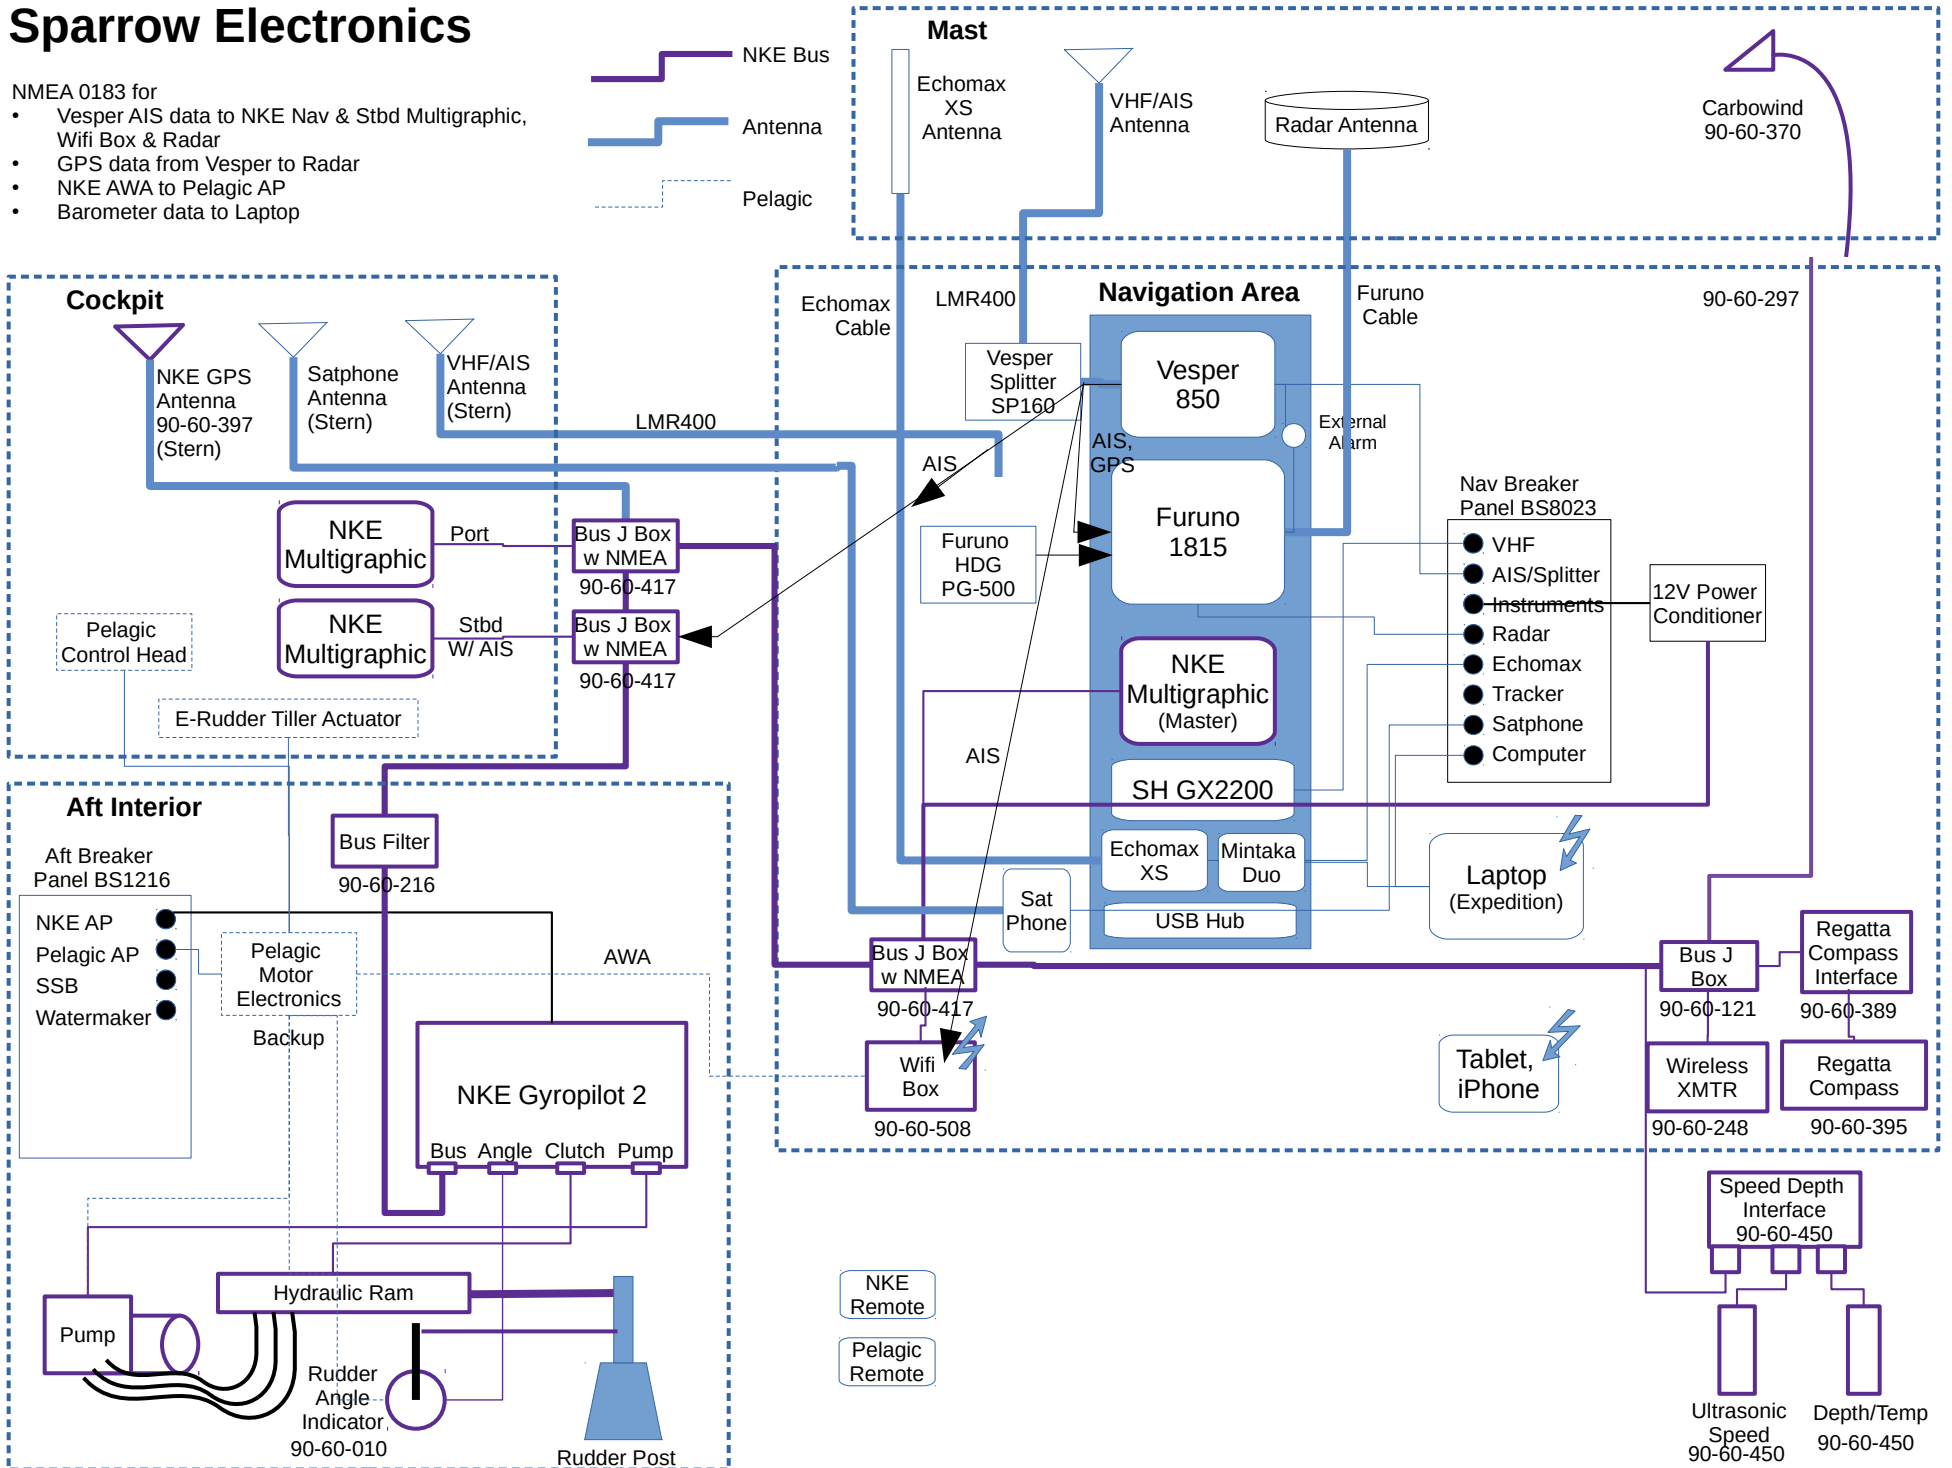 Sparrow Electronics
NMEA 0183 for
• Vesper AIS data to NKE Nav & Stbd Multigraphic,
Wifi Box & Radar
• GPS data from Vesper to Radar
• NKE AWA to Pelagic AP
• Barometer data to Laptop
NKE Bus
Antenna
Pelagic
Mast
Echomax
XS
Antenna
VHF/AIS
Antenna
Radar Antenna
Carbowind
90-60-370
Cockpit
NKE GPS
Antenna
90-60-397
(Stern)
Satphone
Antenna
(Stern)
VHF/AIS
Antenna
(Stern)
LMR400
NKE
Multigraphic
Port
Bus J Box
w NMEA
90-60-417
NKE
Multigraphic
Stbd
W/ AIS
Bus J Box
w NMEA
90-60-417
Pelagic
Control Head
E-Rudder Tiller Actuator
Navigation Area
Echomax
Cable
LMR400
Furuno
Cable
90-60-297
Vesper
Splitter
SP160
Vesper
850
External
Alarm
AIS,
GPS
AIS
Furuno
HDG
PG-500
Furuno
1815
Nav Breaker
Panel BS8023
VHF
AIS/Splitter
Instruments
Radar
Echomax
Tracker
Satphone
Computer
12V Power
Conditioner
NKE
Multigraphic
(Master)
AIS
SH GX2200
Echomax
XS
Mintaka
Duo
Sat
Phone
USB Hub
Laptop
(Expedition)
Bus J Box
w NMEA
90-60-417
Wifi
Box
90-60-508
Tablet,
iPhone
Bus J
Box
90-60-121
Regatta
Compass
Interface
90-60-389
Wireless
XMTR
90-60-248
Regatta
Compass
90-60-395
Speed Depth
Interface
90-60-450
Ultrasonic
Speed
90-60-450
Depth/Temp
90-60-450
Aft Interior
Aft Breaker
Panel BS1216
NKE AP
Pelagic AP
SSB
Watermaker
Bus Filter
90-60-216
Pelagic
Motor
Electronics
Backup
AWA
NKE Gyropilot 2
Bus Angle Clutch Pump
Hydraulic Ram
Pump
Rudder
Angle
Indicator
90-60-010
Rudder Post
NKE
Remote
Pelagic
Remote